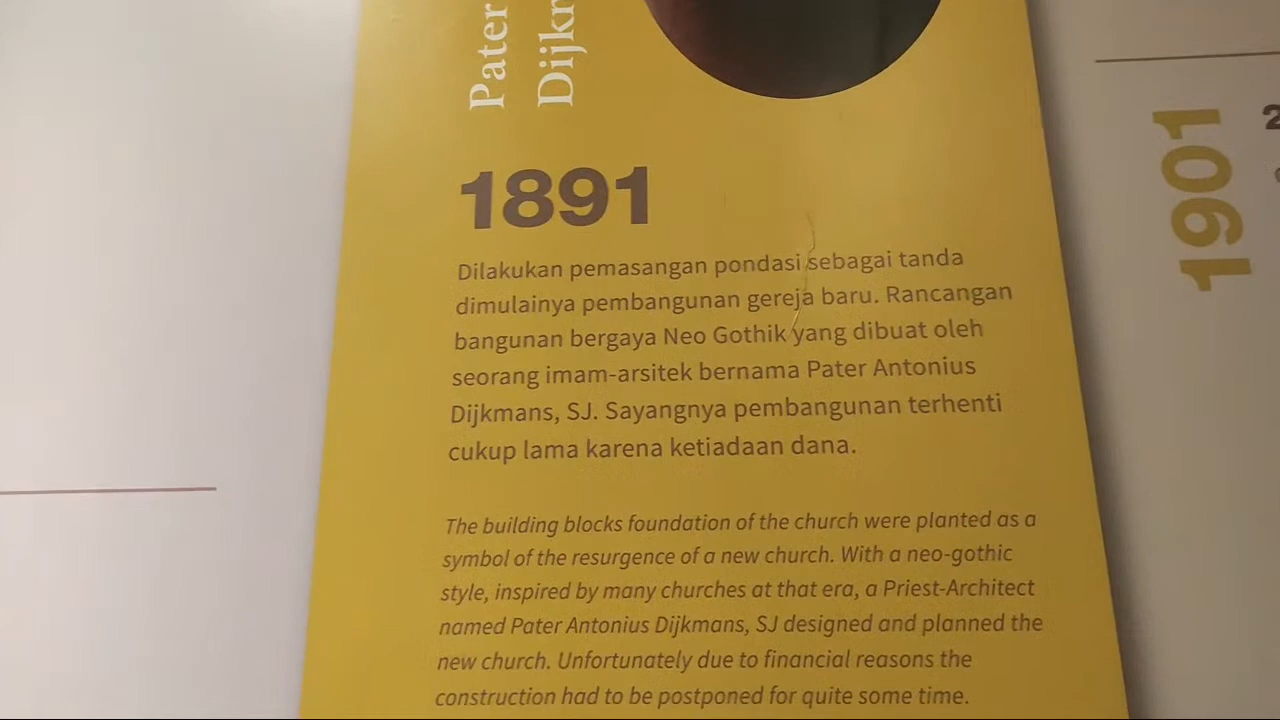 Pater
1891
Dilakukan pemasangan pondasi sebagai tanda
dimulainya pembangunan gereja baru. Rancangan
bangunan bergaya Neo Gothik yang dibuat oleh
seorang imam-arsitek bernama Pater Antonius
Dijkmans, SJ. Sayangnya pembangunan terhenti
cukup lama karena ketiadaan dana.
The building blocks foundation of the church were planted as a
symbol of the resurgence of a new church. With a neo-gothic
style, inspired by many churches at that era, a Priest-Architect
named Pater Antonius Dijkmans, SJ designed and planned the
new church. Unfortunately due to financial reasons the
construction had to be postponed for quite some time.
1901